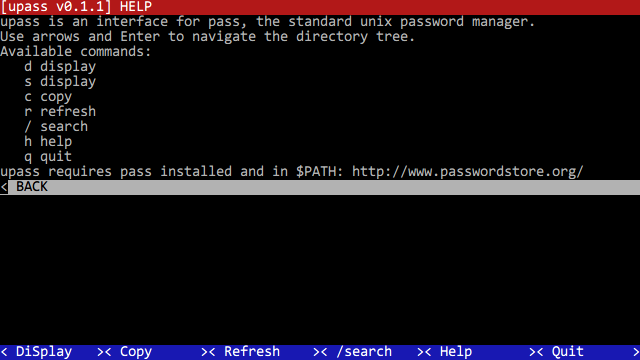 [upass v0.1.1] HELP
upass is an interface for pass, the standard unix password manager.
Use arrows and Enter to navigate the directory tree.
Available commands:
   d display
   s display
   c copy
   r refresh
   / search
   h help
   q quit
upass requires pass installed and in $PATH: http://www.passwordstore.org/
< BACK
< DiSplay   >< Copy      >< Refresh    >< /search   >< Help       >< Quit      >